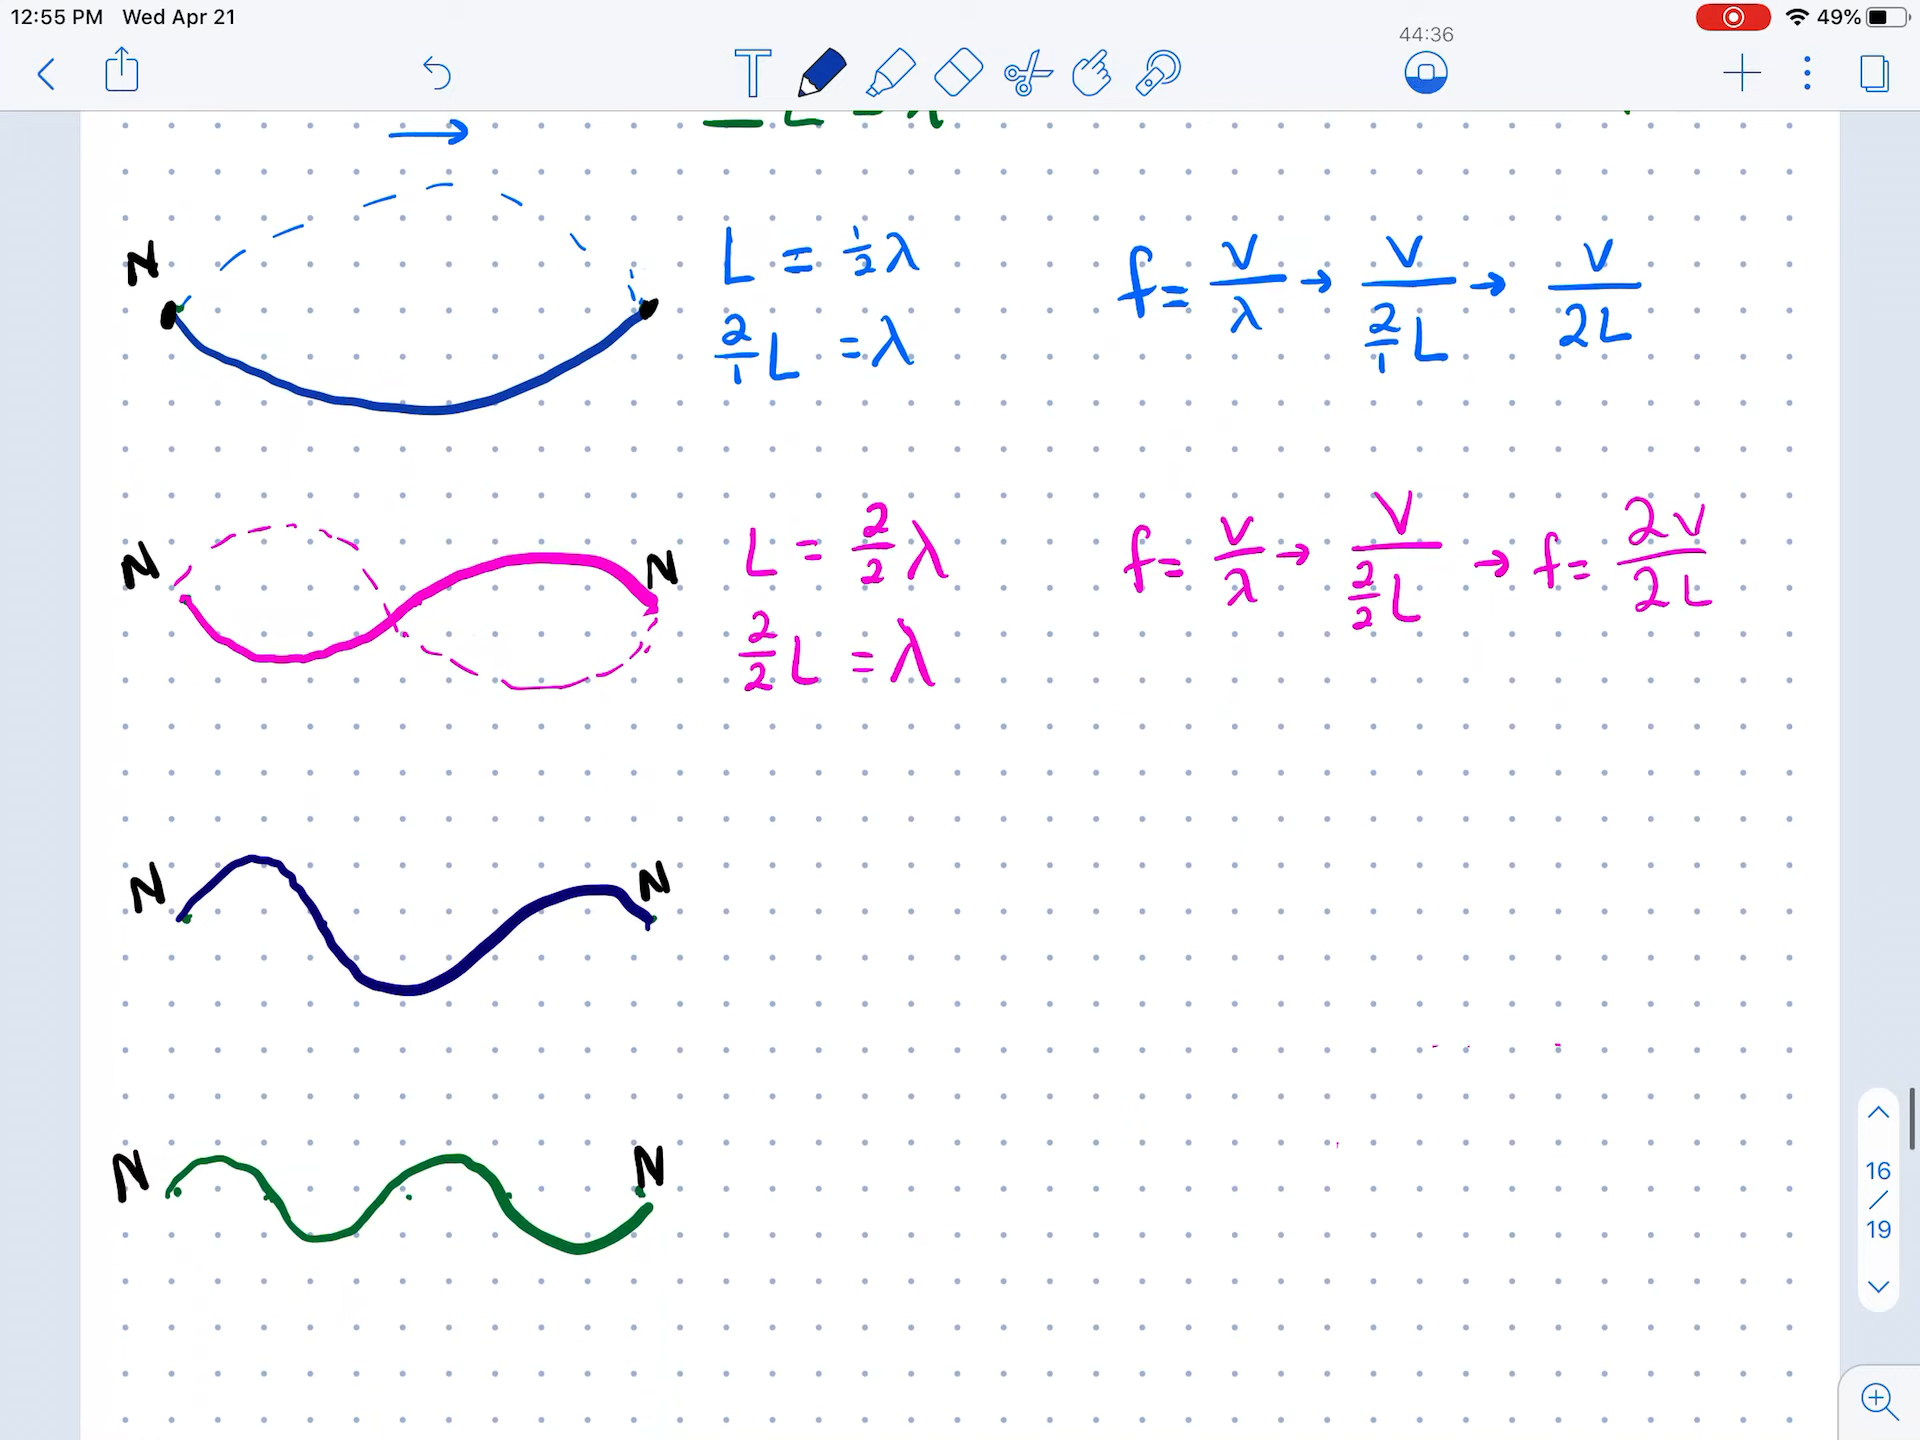 12:55 PM Wed Apr 21
49%
44:36
T
N
L = 1/2 λ
2/1 L = λ
f = V/λ → V/(2/1 L) → V/2L
N
N
L = 2/2 λ
2/2 L = λ
f = V/λ → V/(2/2 L) → f = 2V/2L
N
N
N
N
16
/
19